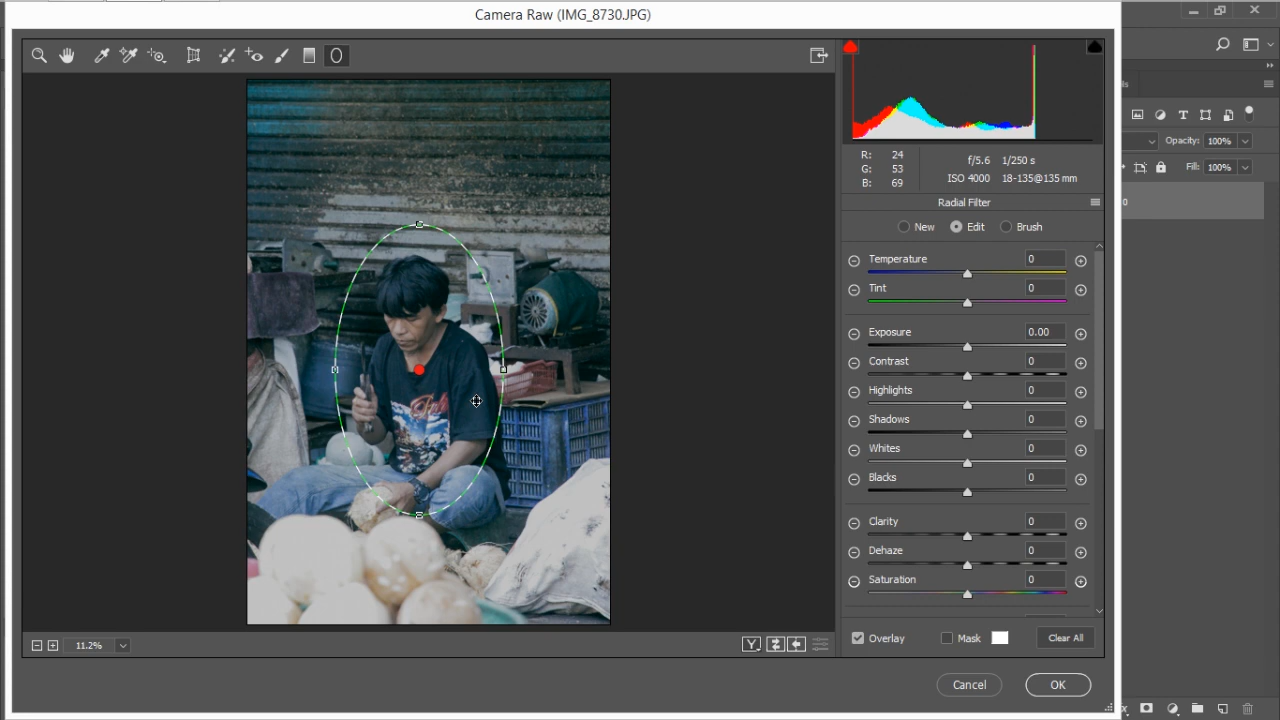 Camera Raw (IMG_8730.JPG)
R: 24
G: 53
B: 69
f/5.6 1/250 s
ISO 4000 18-135@135 mm
Radial Filter
New Edit Brush
Temperature 0
Tint 0
Exposure 0.00
Contrast 0
Highlights 0
Shadows 0
Whites 0
Blacks 0
Clarity 0
Dehaze 0
Saturation 0
Overlay Mask Clear All
11.2%
Y
Cancel OK
ls
Opacity: 100%
Fill: 100%
0